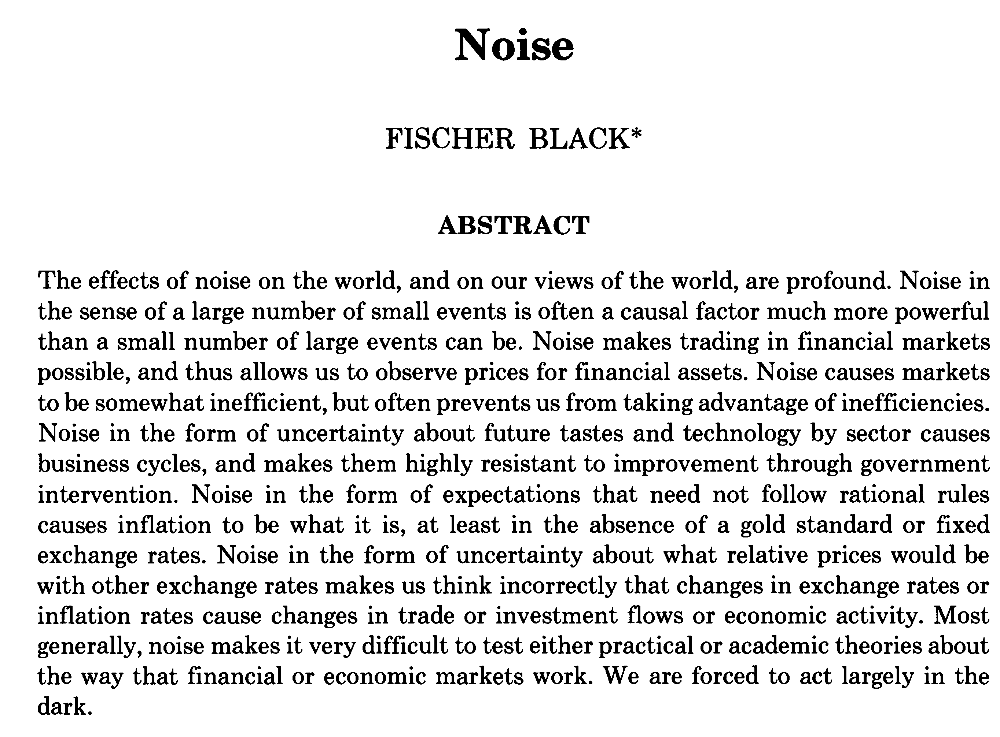 Noise
FISCHER BLACK*
ABSTRACT
The effects of noise on the world, and on our views of the world, are profound. Noise in
the sense of a large number of small events is often a causal factor much more powerful
than a small number of large events can be. Noise makes trading in financial markets
possible, and thus allows us to observe prices for financial assets. Noise causes markets
to be somewhat inefficient, but often prevents us from taking advantage of inefficiencies.
Noise in the form of uncertainty about future tastes and technology by sector causes
business cycles, and makes them highly resistant to improvement through government
intervention. Noise in the form of expectations that need not follow rational rules
causes inflation to be what it is, at least in the absence of a gold standard or fixed
exchange rates. Noise in the form of uncertainty about what relative prices would be
with other exchange rates makes us think incorrectly that changes in exchange rates or
inflation rates cause changes in trade or investment flows or economic activity. Most
generally, noise makes it very difficult to test either practical or academic theories about
the way that financial or economic markets work. We are forced to act largely in the
dark.